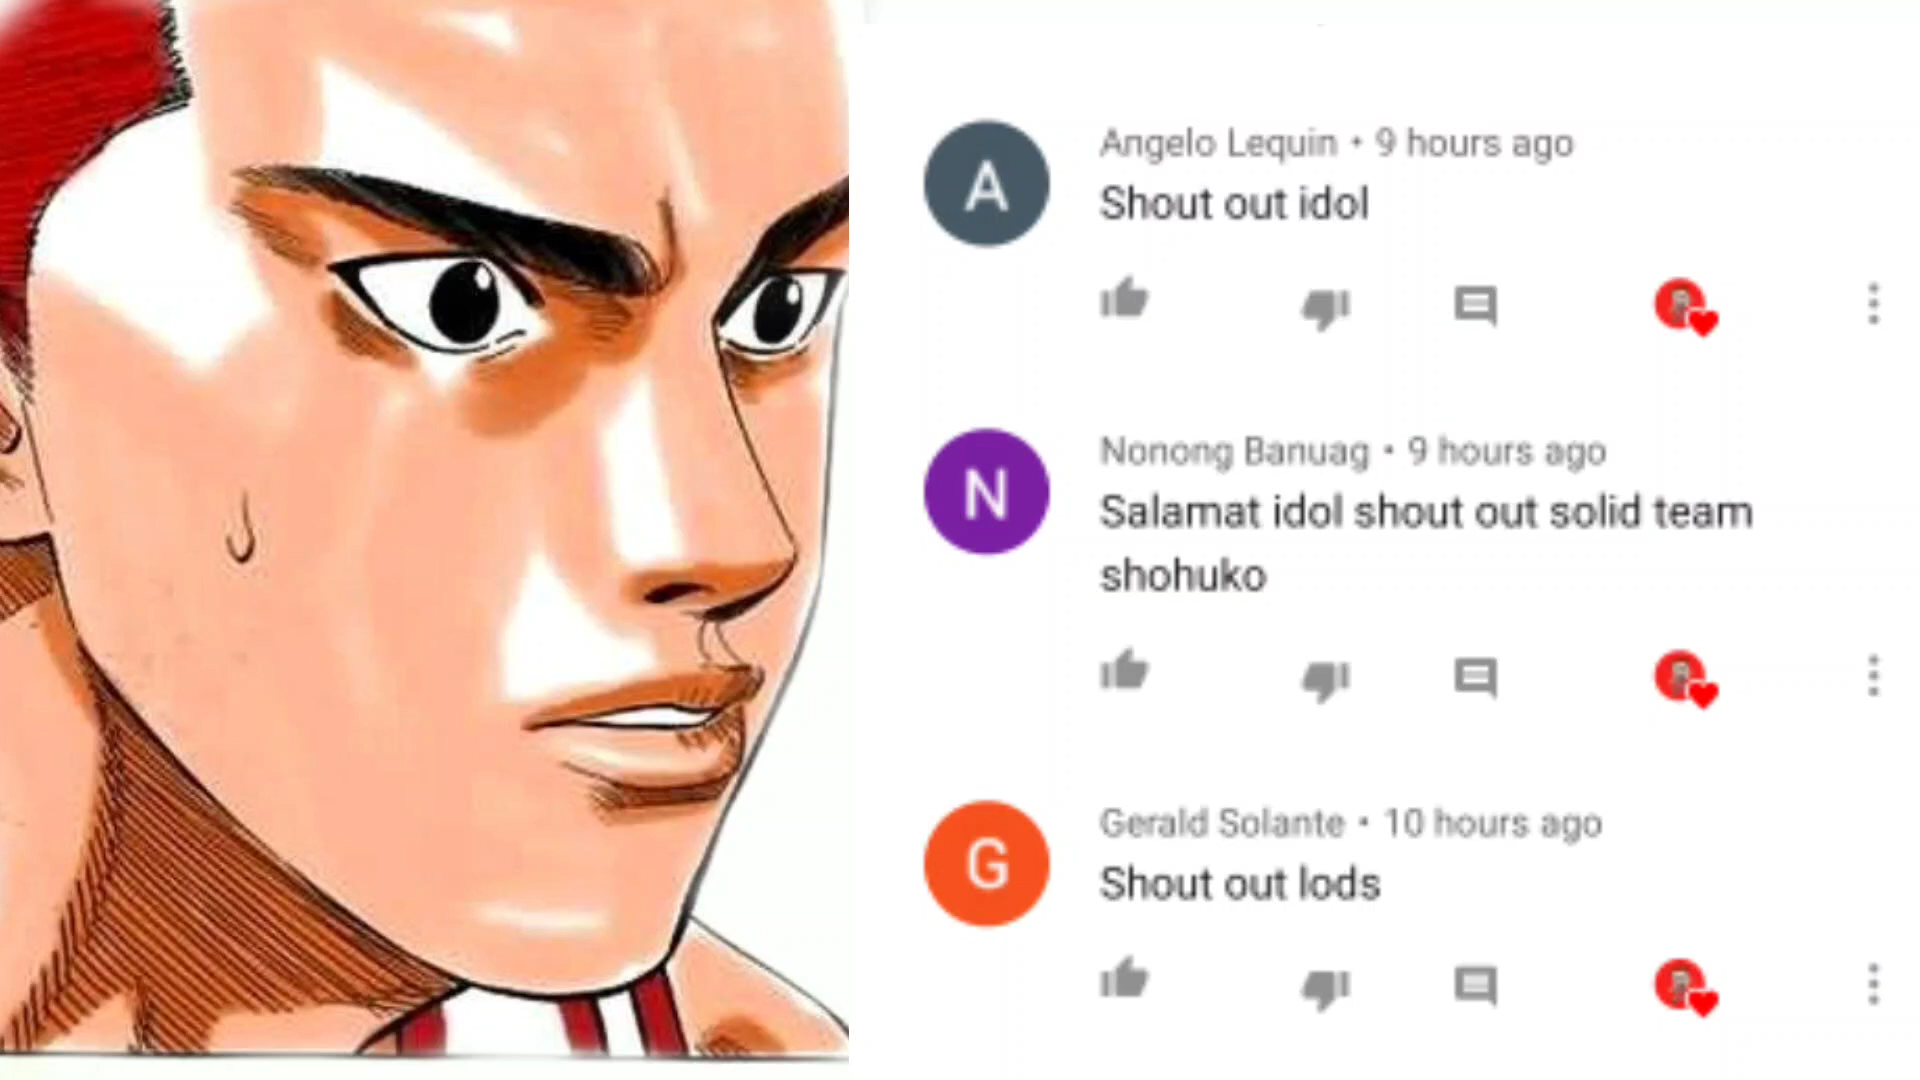 A
Angelo Lequin • 9 hours ago
Shout out idol
N
Nonong Banuag • 9 hours ago
Salamat idol shout out solid team
shohuko
G
Gerald Solante • 10 hours ago
Shout out lods